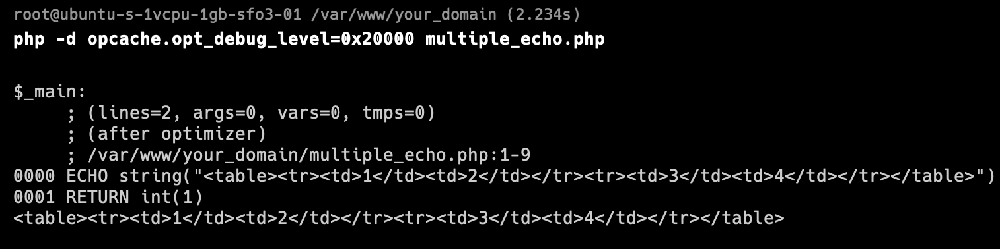 root@ubuntu-s-1vcpu-1gb-sfo3-01 /var/www/your_domain (2.234s)
php -d opcache.opt_debug_level=0x20000 multiple_echo.php
$_main:
; (lines=2, args=0, vars=0, tmps=0)
; (after optimizer)
; /var/www/your_domain/multiple_echo.php:1-9
0000 ECHO string("<table><tr><td>1</td><td>2</td></tr><tr><td>3</td><td>4</td></tr></table>")
0001 RETURN int(1)
<table><tr><td>1</td><td>2</td></tr><tr><td>3</td><td>4</td></tr></table>